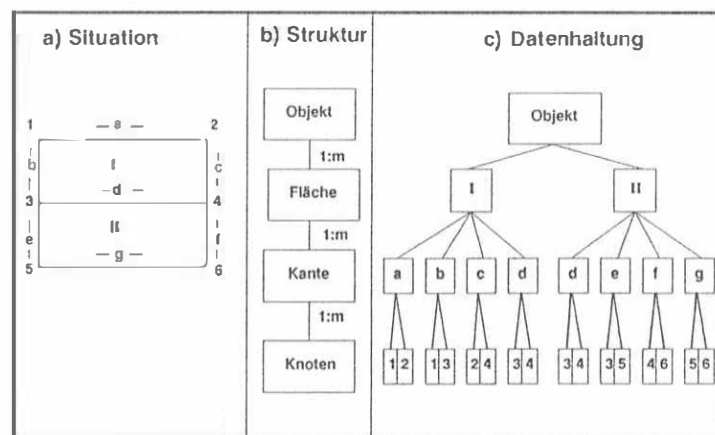 a) Situation
b) Struktur
c) Datenhaltung
1 — a — 2
b I c
— d —
3 4
II
e f
— g —
5 6
Objekt
1:m
Fläche
1:m
Kante
1:m
Knoten
Objekt
I II
a b c d d e f g
1 2 1 3 2 4 3 4 3 4 3 5 4 6 5 6